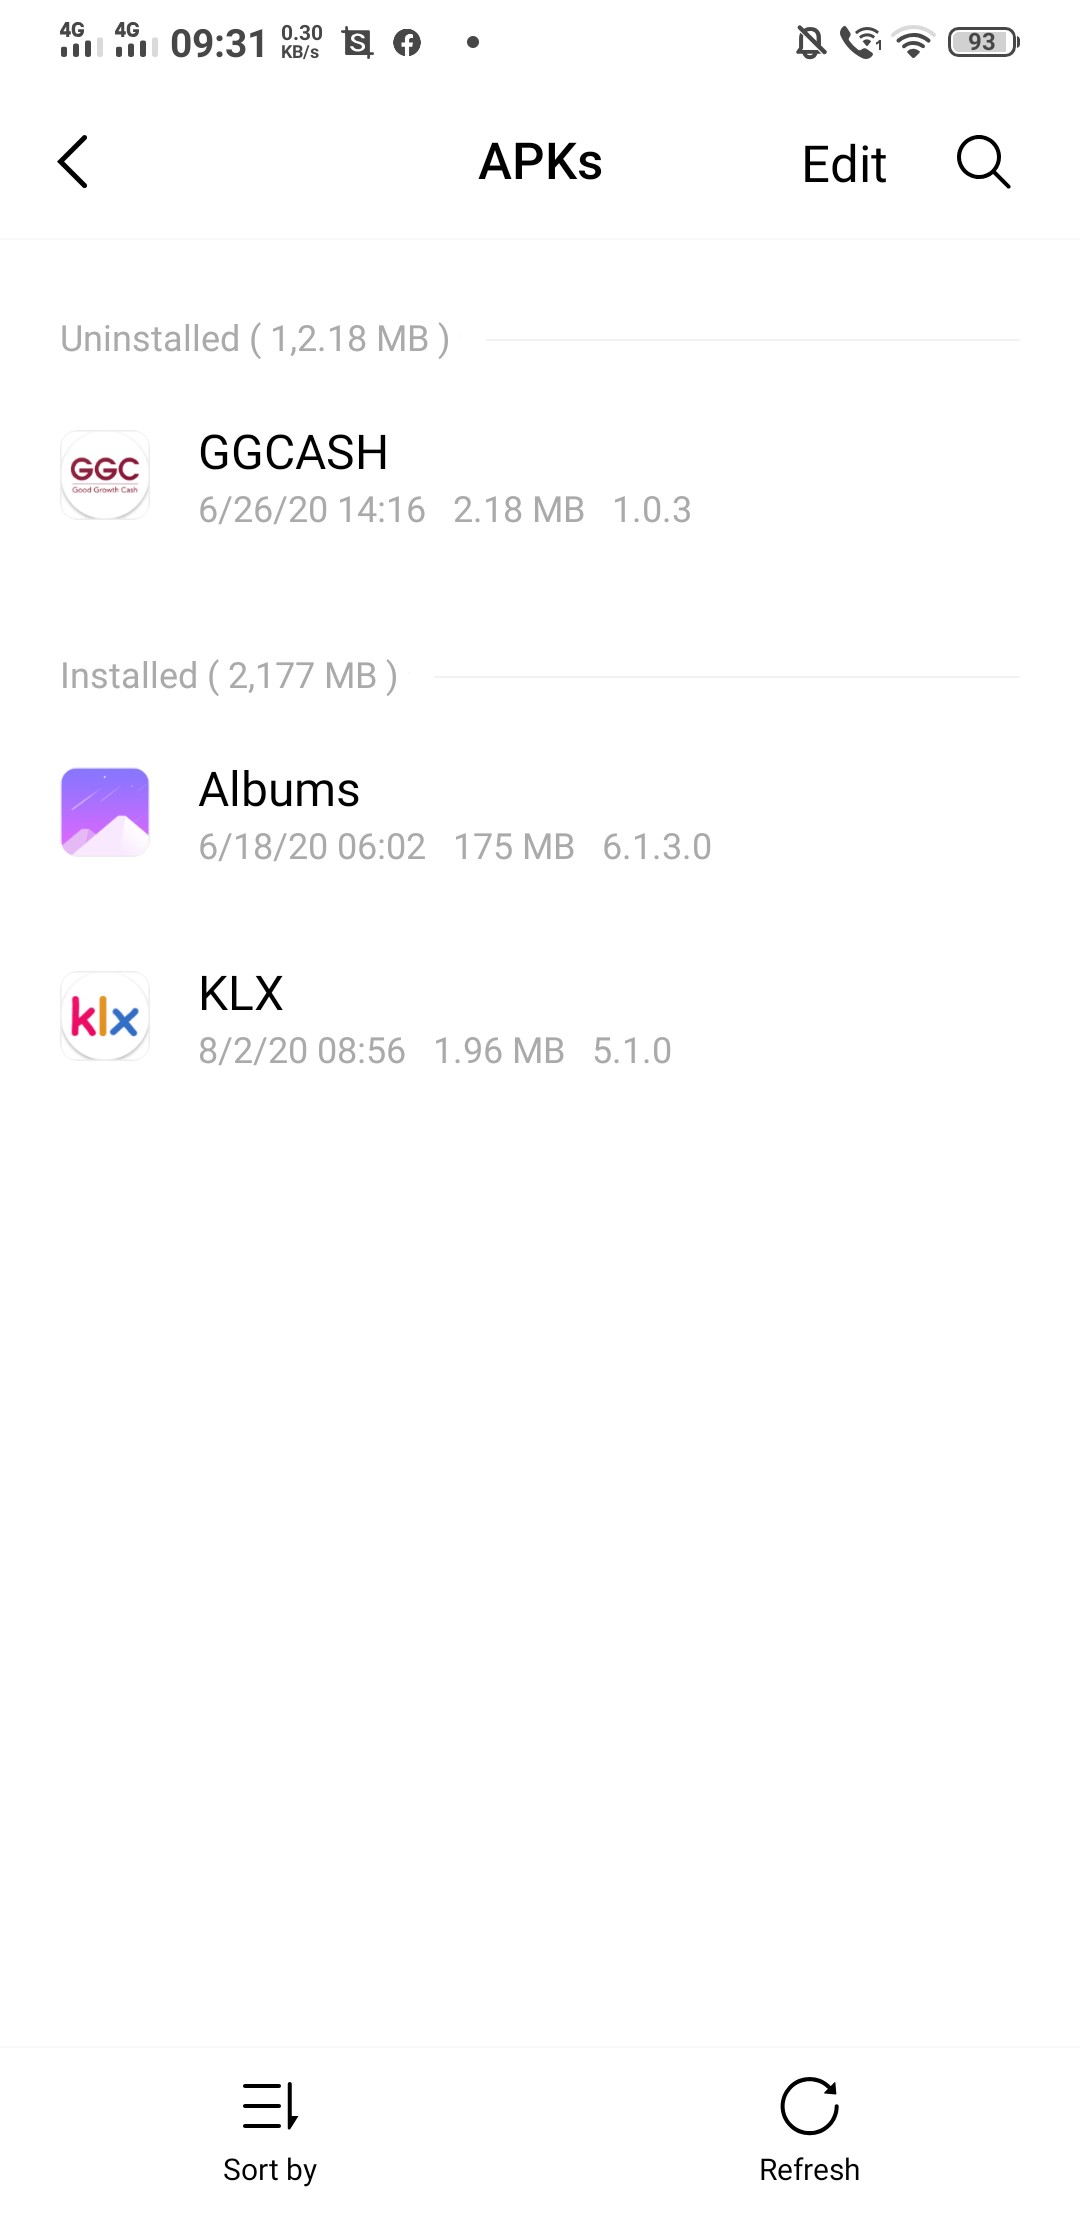 4G 4G 09:31 0.30 KB/s 1 93
APKs Edit
Uninstalled ( 1,2.18 MB )
GGC
Good Growth Cash
GGCASH
6/26/20 14:16 2.18 MB 1.0.3
Installed ( 2,177 MB )
Albums
6/18/20 06:02 175 MB 6.1.3.0
klx
KLX
8/2/20 08:56 1.96 MB 5.1.0
Sort by Refresh